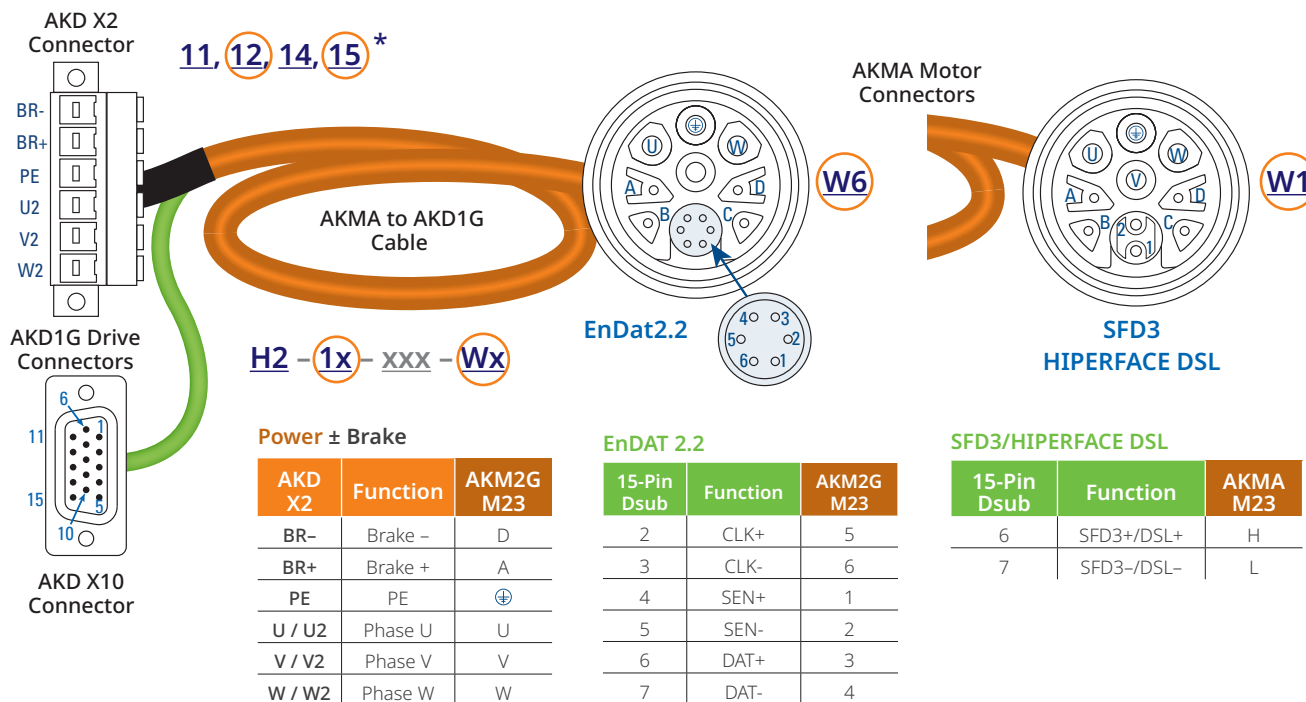 AKD X2
Connector
11, 12, 14, 15 *
BR-
BR+
PE
U2
V2
W2
AKMA to AKD1G
Cable
U
W
A
D
B
C
W6
AKMA Motor
Connectors
U
W
V
A
D
B
C
2
1
W1
EnDat2.2
4
3
5
2
6
1
SFD3
HIPERFACE DSL
AKD1G Drive
Connectors
H2 – 1x – xxx – Wx
6
1
11
15
5
10
AKD X10
Connector
Power ± Brake
AKD X2 Function AKM2G M23
BR– Brake – D
BR+ Brake + A
PE PE
U / U2 Phase U U
V / V2 Phase V V
W / W2 Phase W W
EnDAT 2.2
15-Pin Dsub Function AKM2G M23
2 CLK+ 5
3 CLK- 6
4 SEN+ 1
5 SEN- 2
6 DAT+ 3
7 DAT- 4
SFD3/HIPERFACE DSL
15-Pin Dsub Function AKMA M23
6 SFD3+/DSL+ H
7 SFD3–/DSL– L